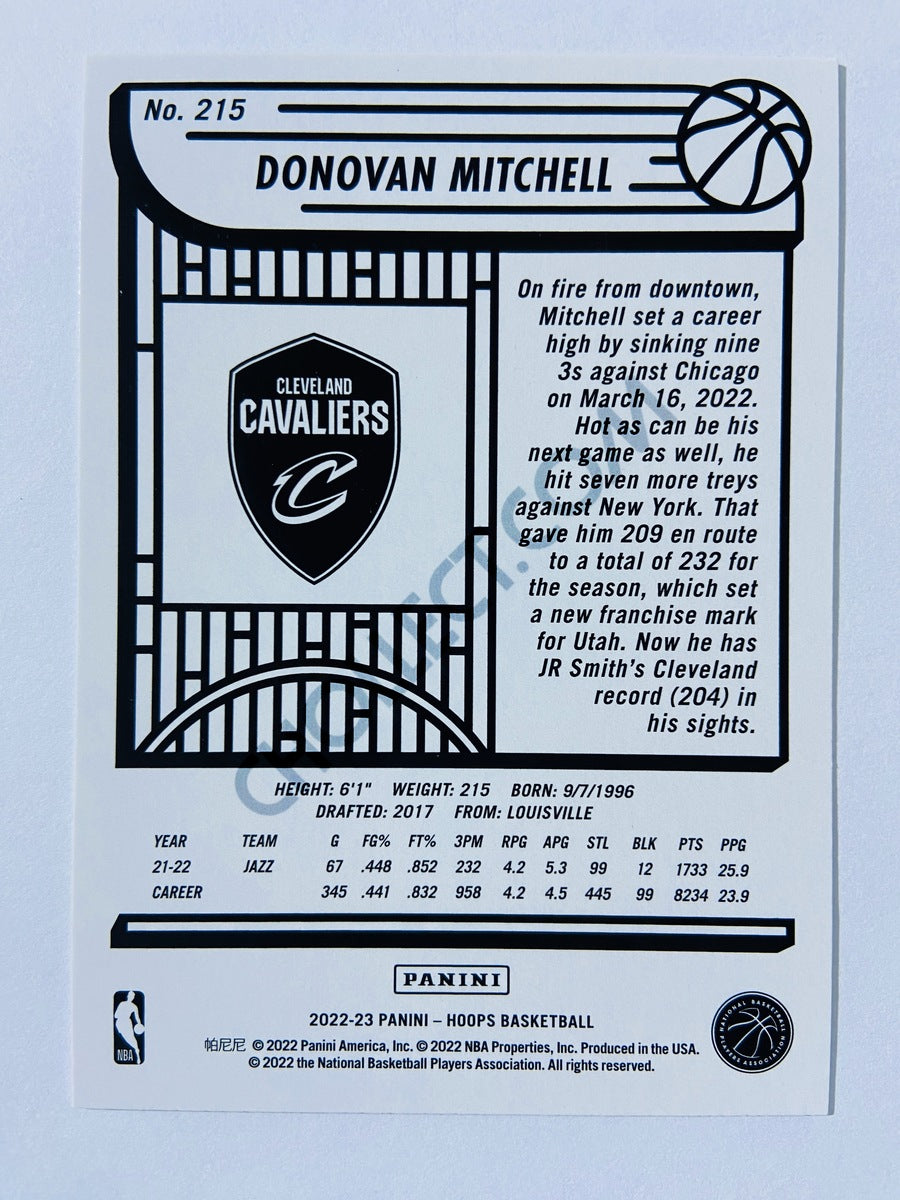 No. 215
DONOVAN MITCHELL
CLEVELAND
CAVALIERS
C
On fire from downtown,
Mitchell set a career
high by sinking nine
3s against Chicago
on March 16, 2022.
Hot as can be his
next game as well, he
hit seven more treys
against New York. That
gave him 209 en route
to a total of 232 for
the season, which set
a new franchise mark
for Utah. Now he has
JR Smith's Cleveland
record (204) in
his sights.
CHOLLECT.COM
HEIGHT: 6'1" WEIGHT: 215 BORN: 9/7/1996
DRAFTED: 2017 FROM: LOUISVILLE
YEAR TEAM G FG% FT% 3PM RPG APG STL BLK PTS PPG
21-22 JAZZ 67 .448 .852 232 4.2 5.3 99 12 1733 25.9
CAREER 345 .441 .832 958 4.2 4.5 445 99 8234 23.9
PANINI
2022-23 PANINI – HOOPS BASKETBALL
帕尼尼 © 2022 Panini America, Inc. © 2022 NBA Properties, Inc. Produced in the USA.
© 2022 the National Basketball Players Association. All rights reserved.
NBA
NATIONAL BASKETBALL
PLAYERS ASSOCIATION